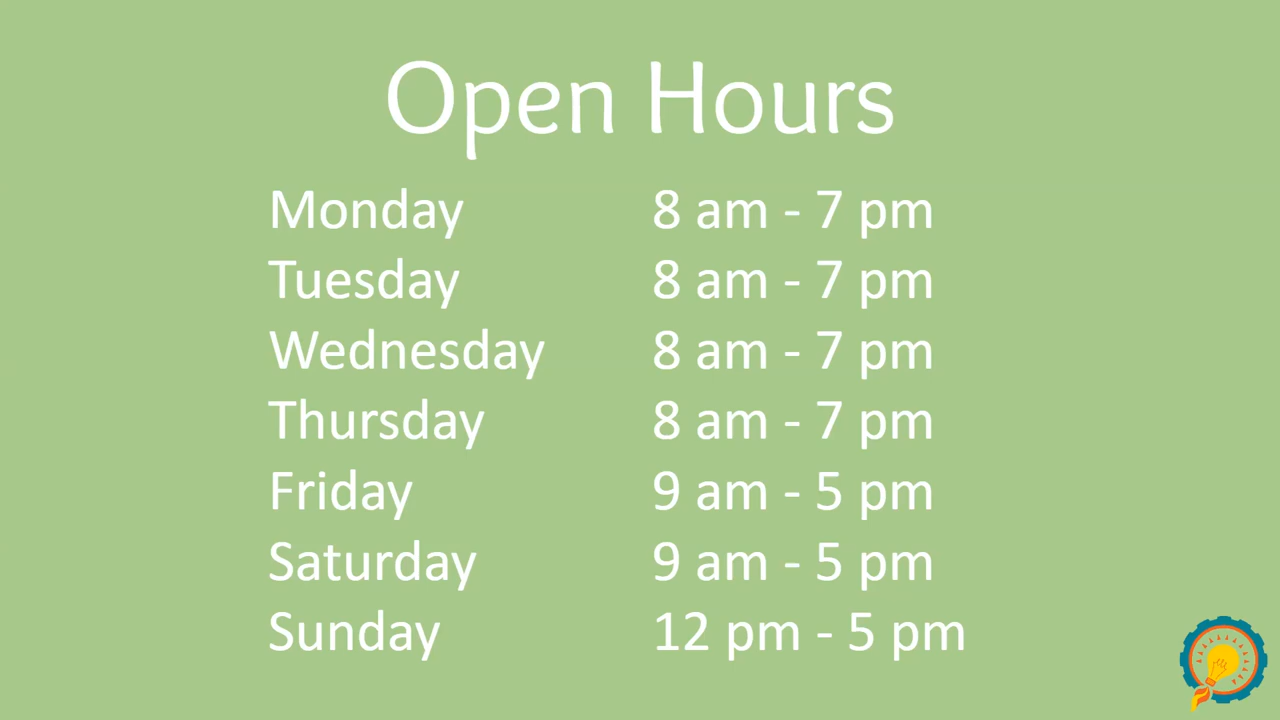 Open Hours
Monday 8 am - 7 pm
Tuesday 8 am - 7 pm
Wednesday 8 am - 7 pm
Thursday 8 am - 7 pm
Friday 9 am - 5 pm
Saturday 9 am - 5 pm
Sunday 12 pm - 5 pm